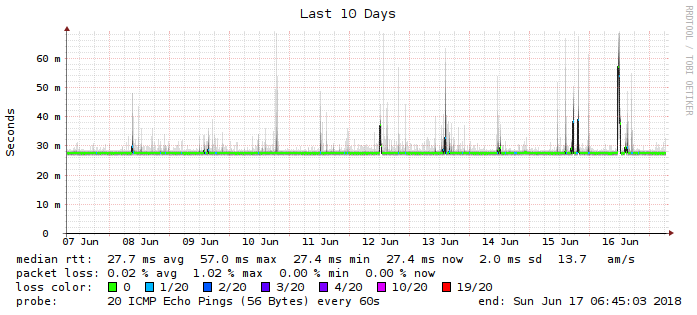 Last 10 Days
RRDTOOL / TOBI OETIKER
Seconds
60 m
50 m
40 m
30 m
20 m
10 m
0
07 Jun 08 Jun 09 Jun 10 Jun 11 Jun 12 Jun 13 Jun 14 Jun 15 Jun 16 Jun
median rtt: 27.7 ms avg 57.0 ms max 27.4 ms min 27.4 ms now 2.0 ms sd 13.7 am/s
packet loss: 0.02 % avg 1.02 % max 0.00 % min 0.00 % now
loss color: 0 1/20 2/20 3/20 4/20 10/20 19/20
probe: 20 ICMP Echo Pings (56 Bytes) every 60s end: Sun Jun 17 06:45:03 2018